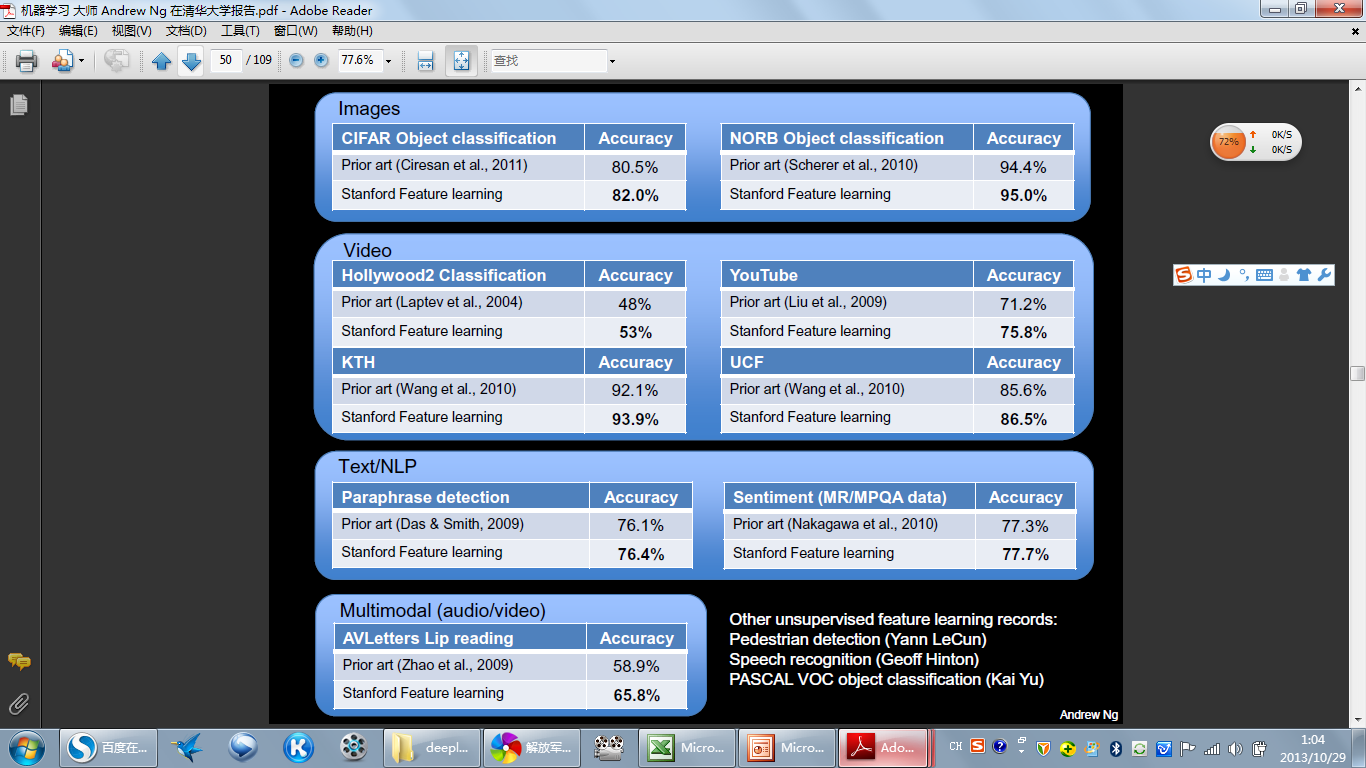 机器学习 大师 Andrew Ng 在清华大学报告.pdf - Adobe Reader
文件(F) 编辑(E) 视图(V) 文档(D) 工具(T) 窗口(W) 帮助(H)
50 / 109 77.6% 查找
Images
CIFAR Object classification Accuracy
Prior art (Ciresan et al., 2011) 80.5%
Stanford Feature learning 82.0%
NORB Object classification Accuracy
Prior art (Scherer et al., 2010) 94.4%
Stanford Feature learning 95.0%
72% 0K/S
0K/S
Video
Hollywood2 Classification Accuracy
Prior art (Laptev et al., 2004) 48%
Stanford Feature learning 53%
KTH Accuracy
Prior art (Wang et al., 2010) 92.1%
Stanford Feature learning 93.9%
YouTube Accuracy
Prior art (Liu et al., 2009) 71.2%
Stanford Feature learning 75.8%
UCF Accuracy
Prior art (Wang et al., 2010) 85.6%
Stanford Feature learning 86.5%
中
Text/NLP
Paraphrase detection Accuracy
Prior art (Das & Smith, 2009) 76.1%
Stanford Feature learning 76.4%
Sentiment (MR/MPQA data) Accuracy
Prior art (Nakagawa et al., 2010) 77.3%
Stanford Feature learning 77.7%
Multimodal (audio/video)
AVLetters Lip reading Accuracy
Prior art (Zhao et al., 2009) 58.9%
Stanford Feature learning 65.8%
Other unsupervised feature learning records:
Pedestrian detection (Yann LeCun)
Speech recognition (Geoff Hinton)
PASCAL VOC object classification (Kai Yu)
Andrew Ng
百度在... deepl... 解放军... Micro... Micro... Ado... CH
1:04
2013/10/29